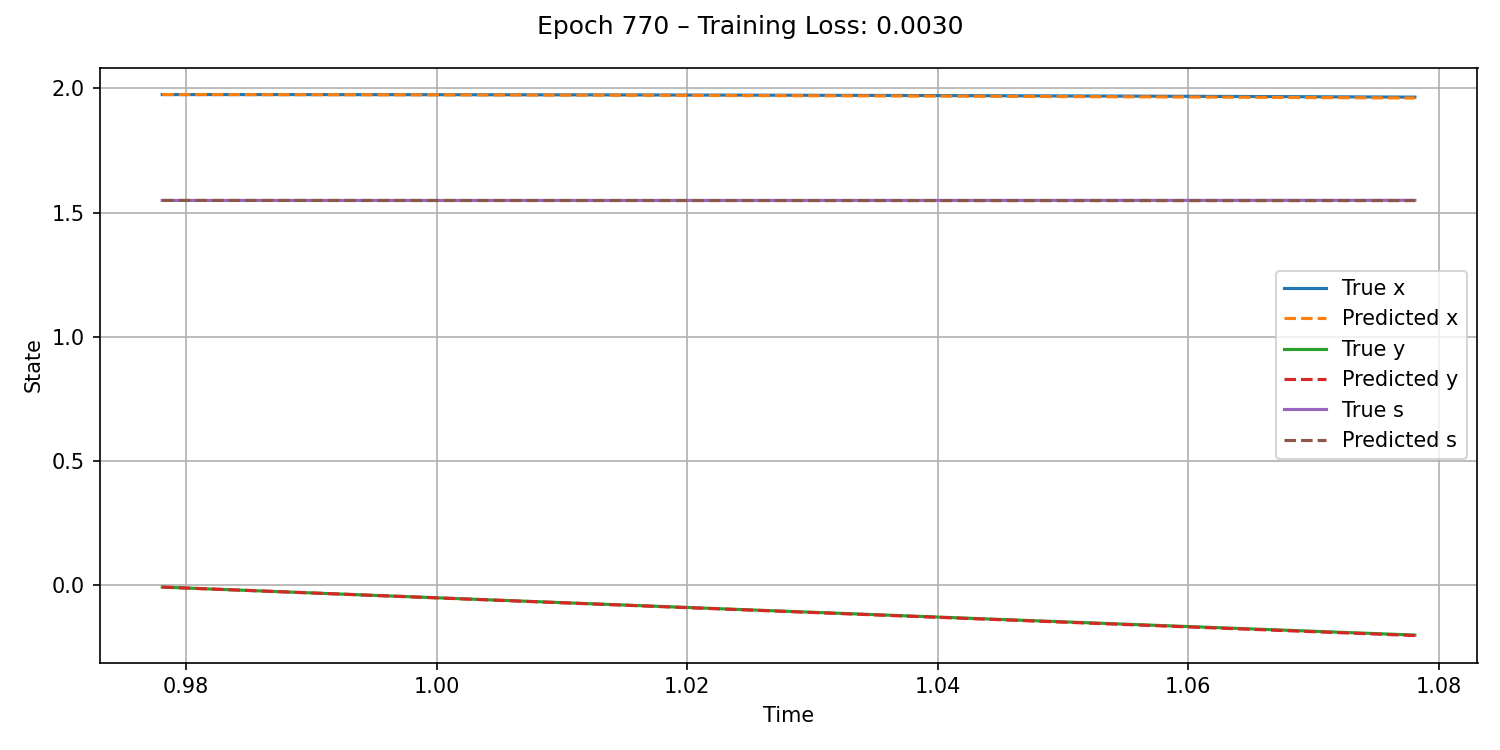 Epoch 770 – Training Loss: 0.0030
2.0
1.5
1.0
0.5
0.0
State
True x
Predicted x
True y
Predicted y
True s
Predicted s
0.98
1.00
1.02
1.04
1.06
1.08
Time